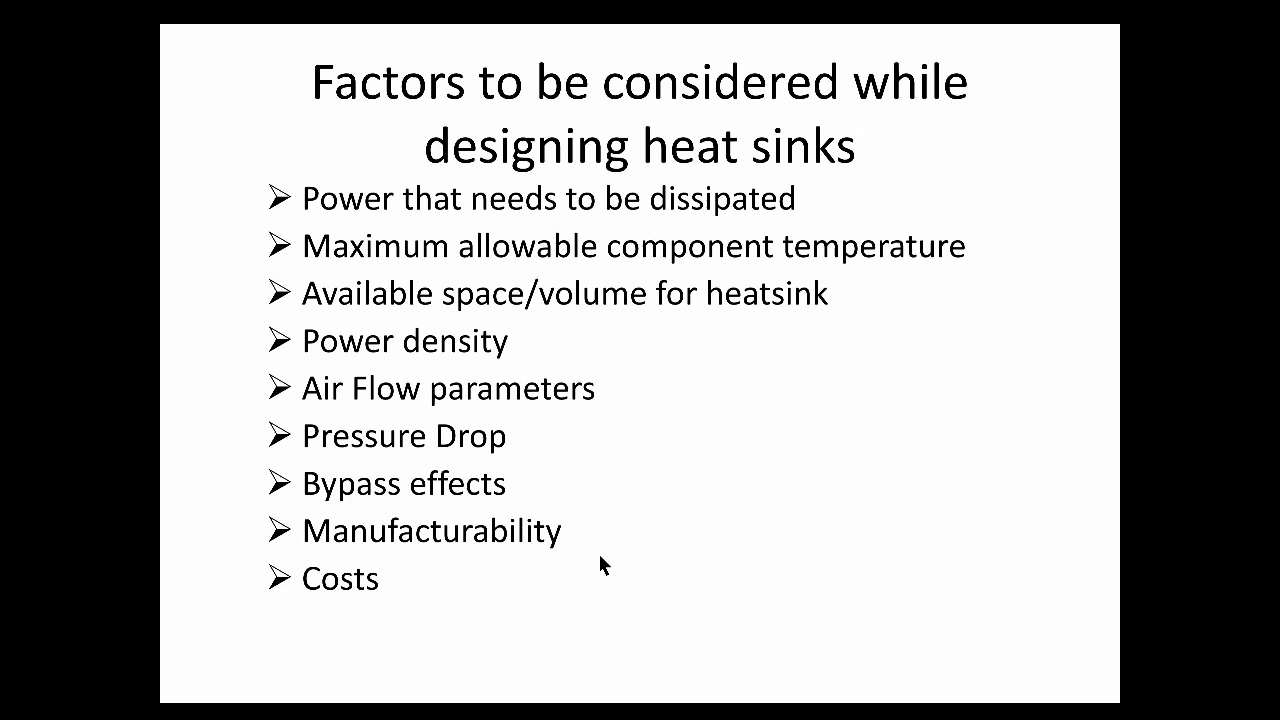 Factors to be considered while
designing heat sinks
➢ Power that needs to be dissipated
➢ Maximum allowable component temperature
➢ Available space/volume for heatsink
➢ Power density
➢ Air Flow parameters
➢ Pressure Drop
➢ Bypass effects
➢ Manufacturability
➢ Costs